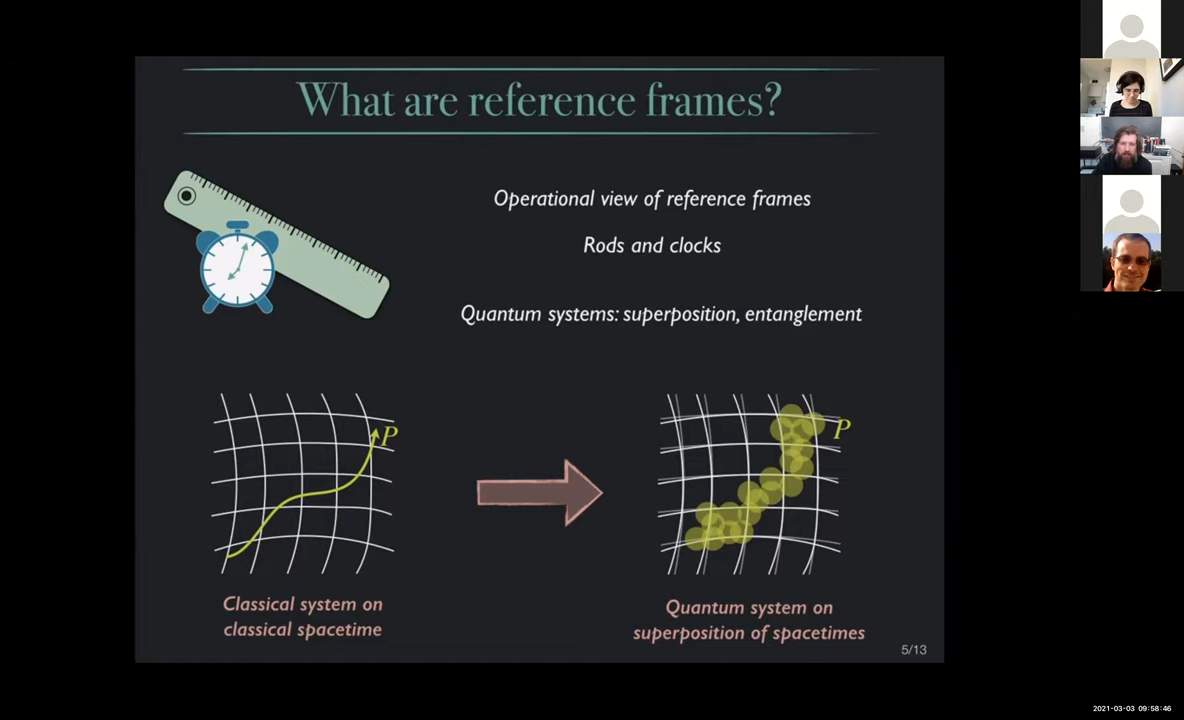 What are reference frames?
Operational view of reference frames
Rods and clocks
Quantum systems: superposition, entanglement
P
P
Classical system on
classical spacetime
Quantum system on
superposition of spacetimes
5/13
2021-03-03 09:58:46